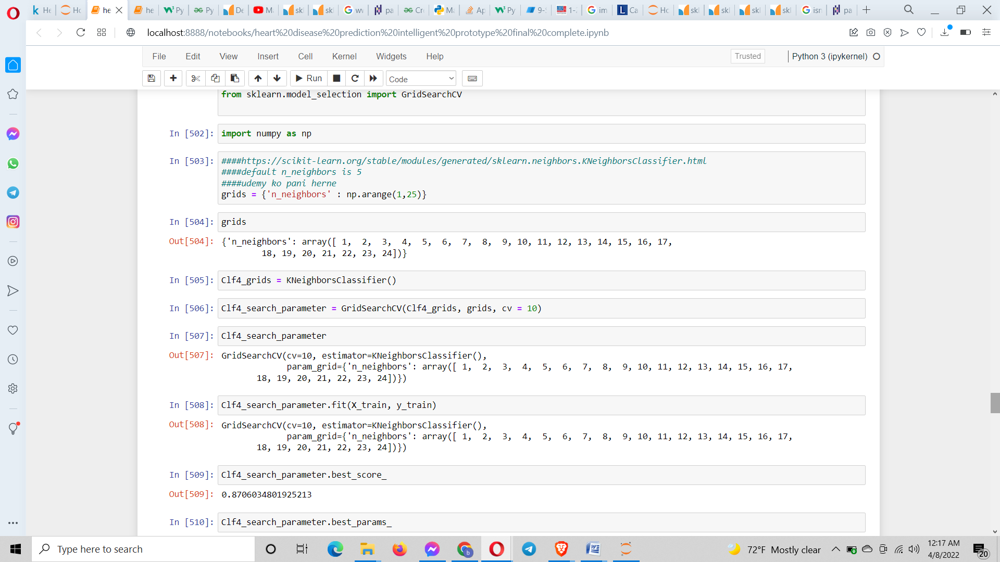 he
he
Py
Py
De
M
skl
skl
wv
pa
Cr
Ma
Ap
Py
9-
1-
im
Ca
Ho
skl
skl
skl
skl
isn
pa
localhost:8888/notebooks/heart%20disease%20prediction%20intelligent%20prototype%20final%20complete.ipynb
File Edit View Insert Cell Kernel Widgets Help
Trusted
Python 3 (ipykernel)
Run
Code
from sklearn.model_selection import GridSearchCV
In [502]: import numpy as np
In [503]: ####https://scikit-learn.org/stable/modules/generated/sklearn.neighbors.KNeighborsClassifier.html
####default n_neighbors is 5
####udemy ko pani herne
grids = {'n_neighbors' : np.arange(1,25)}
In [504]: grids
Out[504]: {'n_neighbors': array([ 1, 2, 3, 4, 5, 6, 7, 8, 9, 10, 11, 12, 13, 14, 15, 16, 17,
18, 19, 20, 21, 22, 23, 24])}
In [505]: Clf4_grids = KNeighborsClassifier()
In [506]: Clf4_search_parameter = GridSearchCV(Clf4_grids, grids, cv = 10)
In [507]: Clf4_search_parameter
Out[507]: GridSearchCV(cv=10, estimator=KNeighborsClassifier(),
param_grid={'n_neighbors': array([ 1, 2, 3, 4, 5, 6, 7, 8, 9, 10, 11, 12, 13, 14, 15, 16, 17,
18, 19, 20, 21, 22, 23, 24])})
In [508]: Clf4_search_parameter.fit(X_train, y_train)
Out[508]: GridSearchCV(cv=10, estimator=KNeighborsClassifier(),
param_grid={'n_neighbors': array([ 1, 2, 3, 4, 5, 6, 7, 8, 9, 10, 11, 12, 13, 14, 15, 16, 17,
18, 19, 20, 21, 22, 23, 24])})
In [509]: Clf4_search_parameter.best_score_
Out[509]: 0.8706034801925213
In [510]: Clf4_search_parameter.best_params_
Type here to search
72°F Mostly clear
12:17 AM
4/8/2022
20